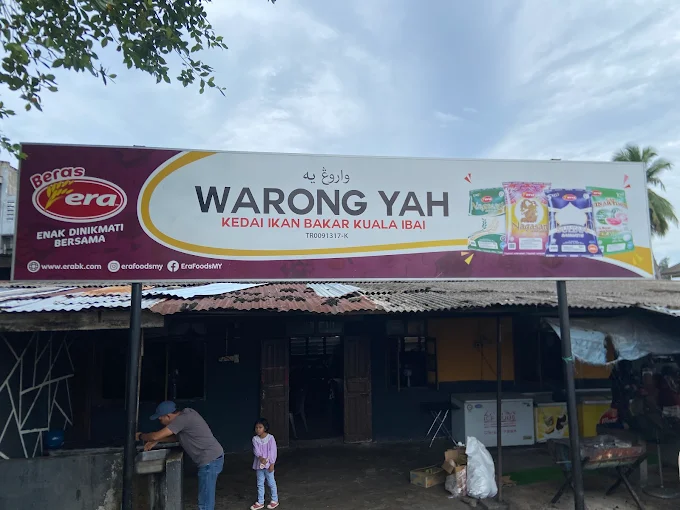 Beras
era
ENAK DINIKMATI
BERSAMA
www.erabk.com
erafoodsmy
EraFoodsMY
واروڠ يه
WARONG YAH
KEDAI IKAN BAKAR KUALA IBAI
TR0091317-K